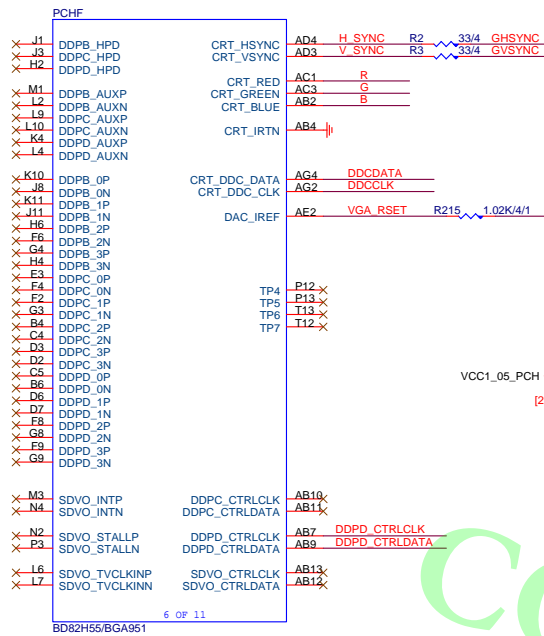 PCHF
J1 DDPB_HPD CRT_HSYNC AD4 H_SYNC R2 33/4 GHSYNC
J3 DDPC_HPD CRT_VSYNC AD3 V_SYNC R3 33/4 GVSYNC
H2 DDPD_HPD
CRT_RED AC1 R
M1 DDPB_AUXP CRT_GREEN AC3 G
L2 DDPB_AUXN CRT_BLUE AB2 B
L9 DDPC_AUXP
L10 DDPC_AUXN CRT_IRTN AB4
K4 DDPD_AUXP
L4 DDPD_AUXN
K10 DDPB_0P CRT_DDC_DATA AG4 DDCDATA
J8 DDPB_0N CRT_DDC_CLK AG2 DDCCLK
K11 DDPB_1P
J11 DDPB_1N DAC_IREF AE2 VGA_RSET R215 1.02K/4/1
H6 DDPB_2P
F6 DDPB_2N
G4 DDPB_3P
H4 DDPB_3N
E3 DDPC_0P
F4 DDPC_0N TP4 P12
F2 DDPC_1P TP5 P13
G3 DDPC_1N TP6 T13
B4 DDPC_2P TP7 T12
C4 DDPC_2N
D3 DDPC_3P
D2 DDPC_3N
C5 DDPD_0P VCC1_05_PCH
B6 DDPD_0N
D6 DDPD_1P [2
D7 DDPD_1N
F8 DDPD_2P
G8 DDPD_2N
F9 DDPD_3P
G9 DDPD_3N
M3 SDVO_INTP DDPC_CTRLCLK AB10
N4 SDVO_INTN DDPC_CTRLDATA AB11
N2 SDVO_STALLP DDPD_CTRLCLK AB7 DDPD_CTRLCLK
P3 SDVO_STALLN DDPD_CTRLDATA AB9 DDPD_CTRLDATA
L6 SDVO_TVCLKINP SDVO_CTRLCLK AB13
L7 SDVO_TVCLKINN SDVO_CTRLDATA AB12
6 OF 11
BD82H55/BGA951